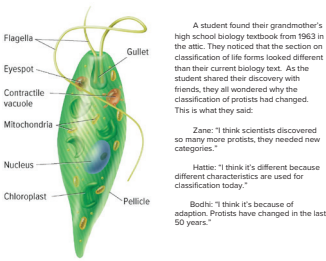 Flagella
Gullet
Eyespot
Contractile
vacuole
Mitochondria
Nucleus
Chloroplast
Pellicle
A student found their grandmother's
high school biology textbook from 1963 in
the attic. They noticed that the section on
classification of life forms looked different
than their current biology text. As the
student shared their discovery with
friends, they all wondered why the
classification of protists had changed.
This is what they said:
Zane: "I think scientists discovered
so many more protists, they needed new
categories."
Hattie: "I think it's different because
different characteristics are used for
classification today."
Bodhi: "I think it's because of
adaption. Protists have changed in the last
50 years."